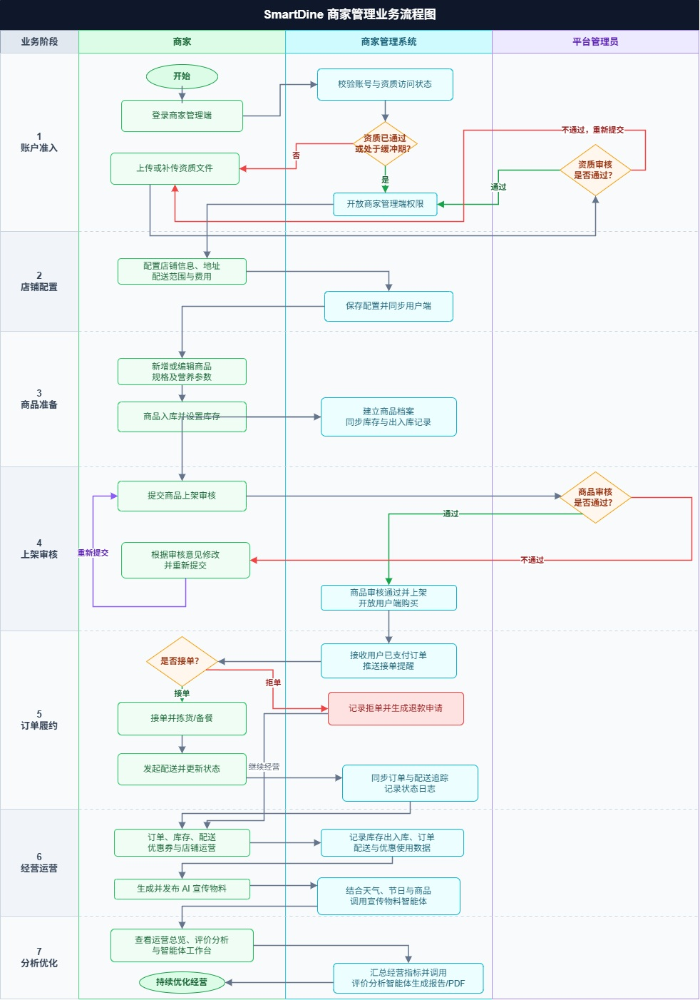 SmartDine 商家管理业务流程图
业务阶段
商家
商家管理系统
平台管理员
1
账户准入
开始
登录商家管理端
校验账号与资质访问状态
资质已通过
或处于缓冲期?
否
是
上传或补传资质文件
开放商家管理端权限
不通过，重新提交
资质审核
是否通过?
通过
2
店铺配置
配置店铺信息、地址
配送范围与费用
保存配置并同步用户端
3
商品准备
新增或编辑商品
规格及营养参数
商品入库并设置库存
建立商品档案
同步库存与出入库记录
4
上架审核
提交商品上架审核
商品审核
是否通过?
通过
重新提交
根据审核意见修改
并重新提交
不通过
商品审核通过并上架
开放用户端购买
5
订单履约
是否接单?
接收用户已支付订单
推送接单提醒
拒单
接单
记录拒单并生成退款申请
接单并拣货/备餐
发起配送并更新状态
继续经营
同步订单与配送追踪
记录状态日志
6
经营运营
订单、库存、配送
优惠券与店铺运营
记录库存出入库、订单
配送与优惠使用数据
生成并发布 AI 宣传物料
结合天气、节日与商品
调用宣传物料智能体
7
分析优化
查看运营总览、评价分析
与智能体工作台
汇总经营指标并调用
评价分析智能体生成报告/PDF
持续优化经营